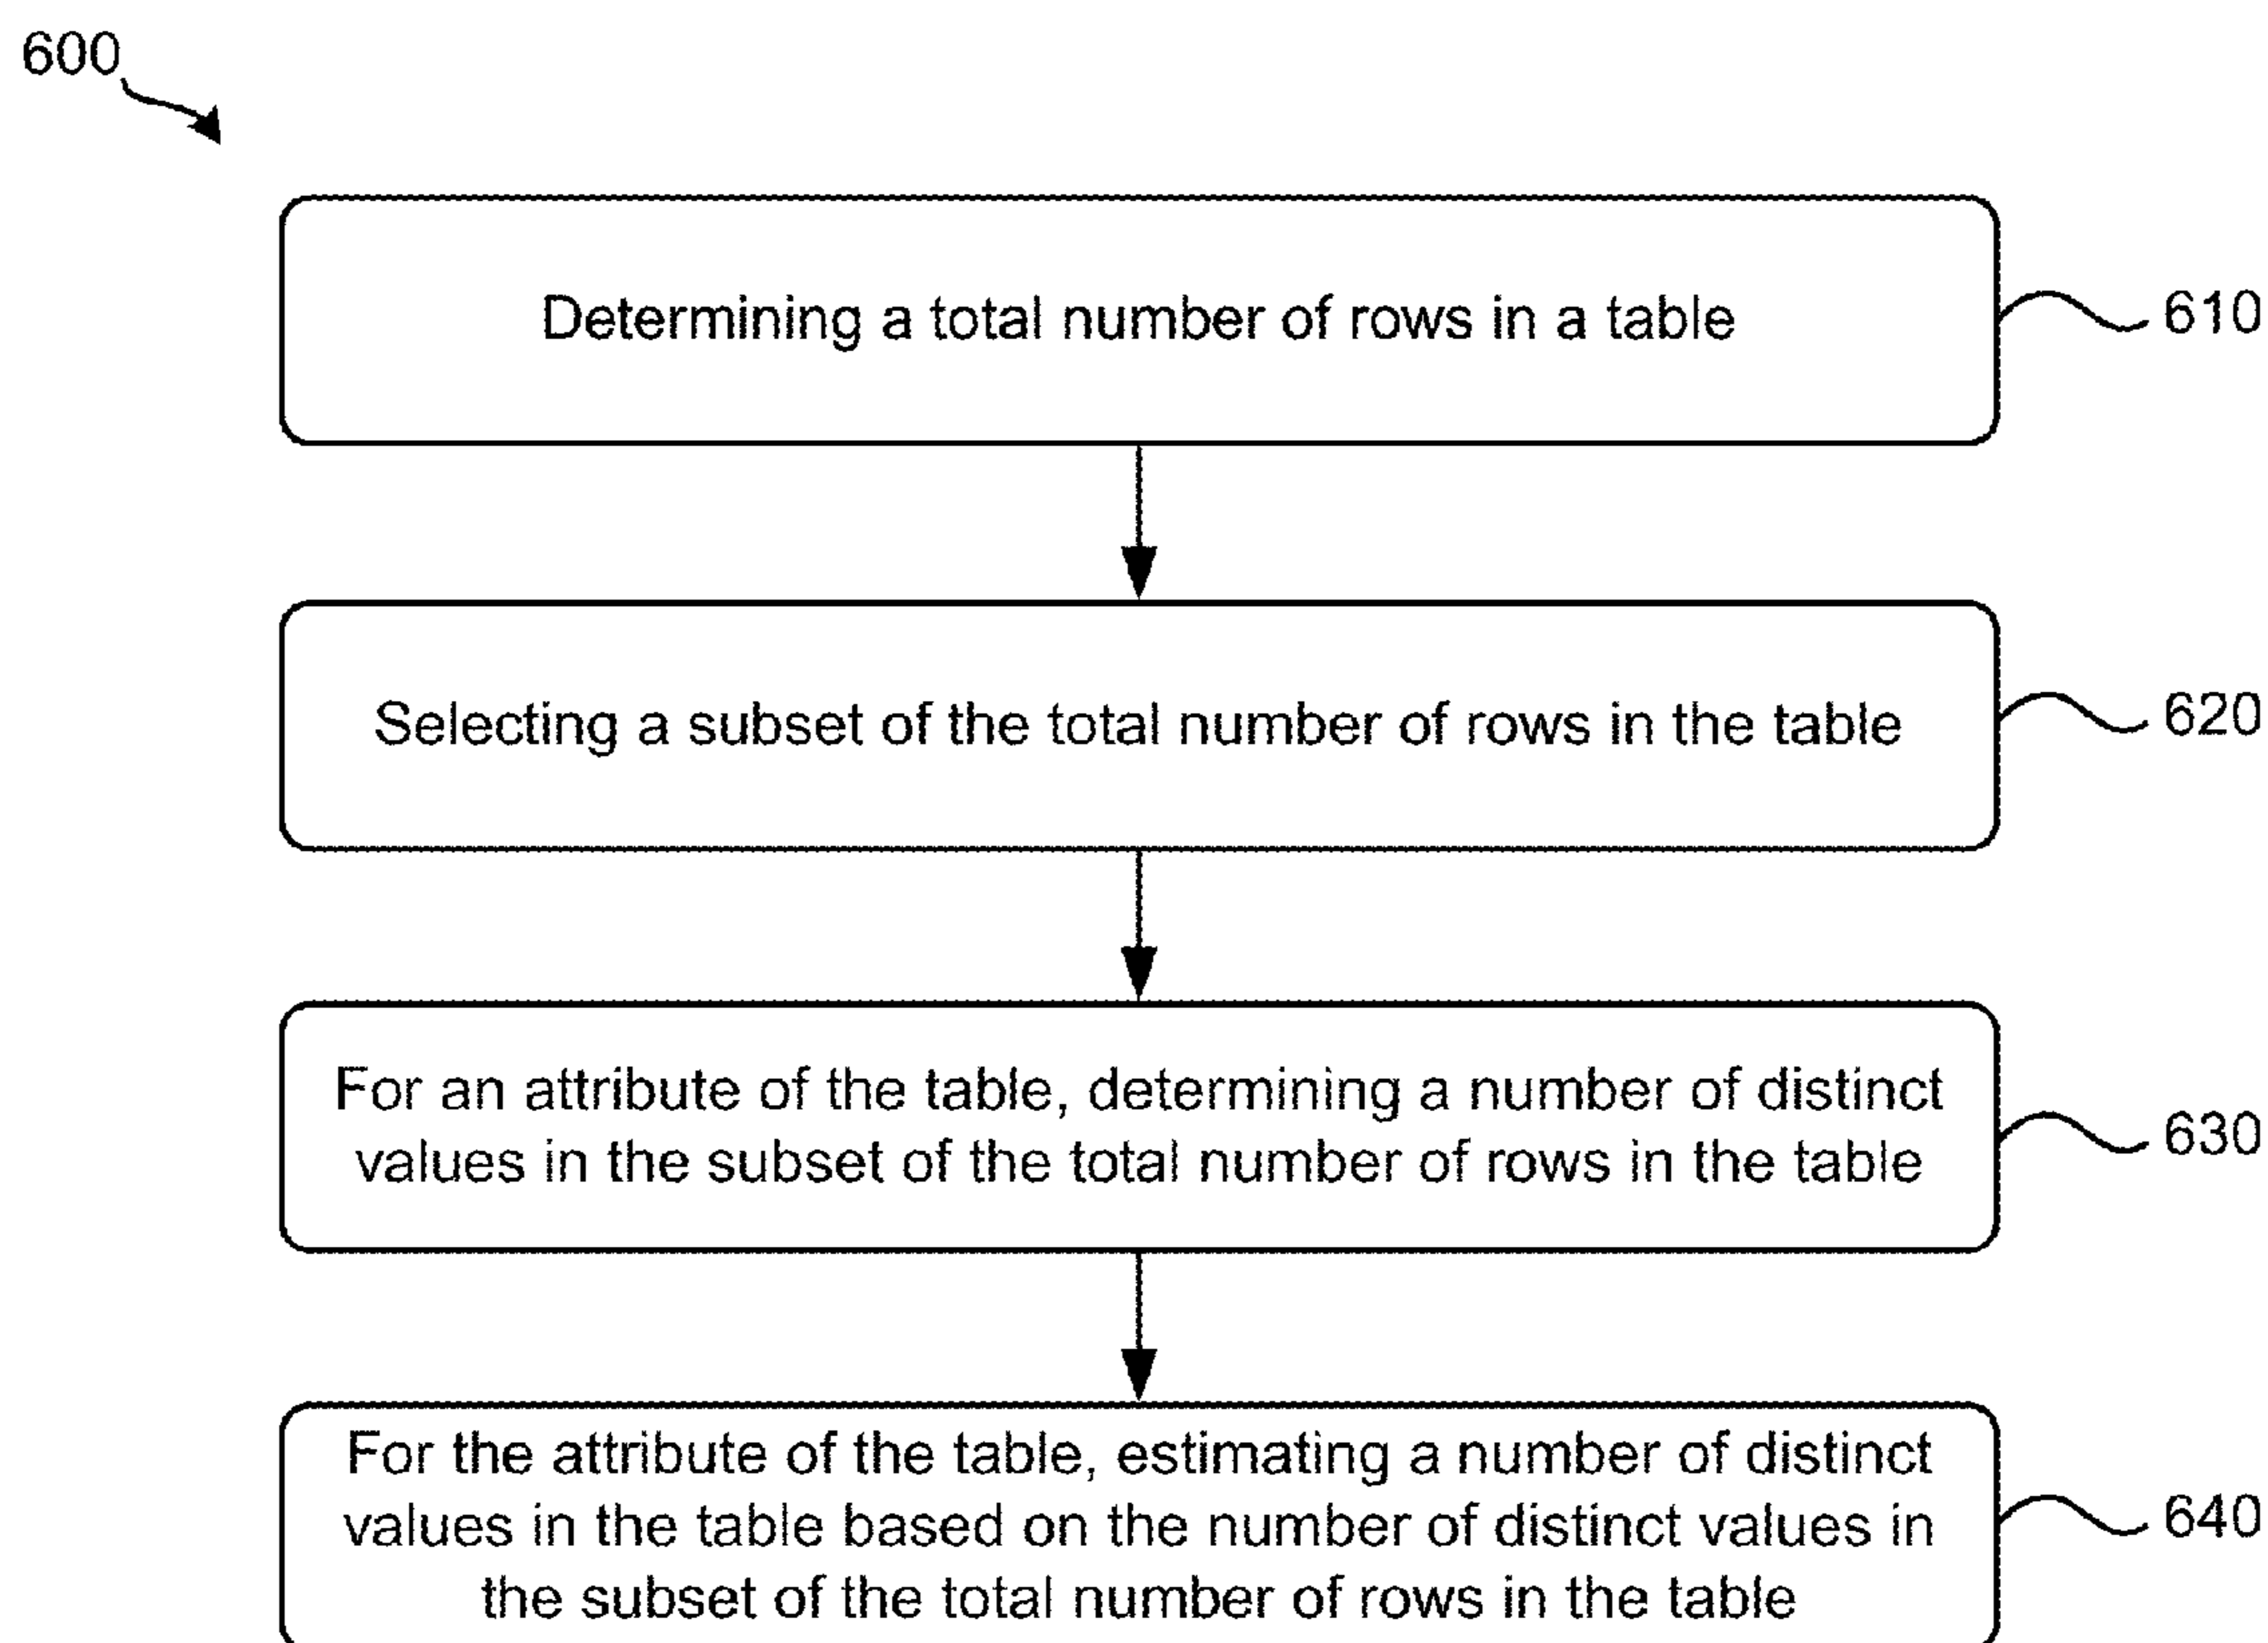 600
Determining a total number of rows in a table
610
Selecting a subset of the total number of rows in the table
620
For an attribute of the table, determining a number of distinct
values in the subset of the total number of rows in the table
630
For the attribute of the table, estimating a number of distinct
values in the table based on the number of distinct values in
the subset of the total number of rows in the table
640